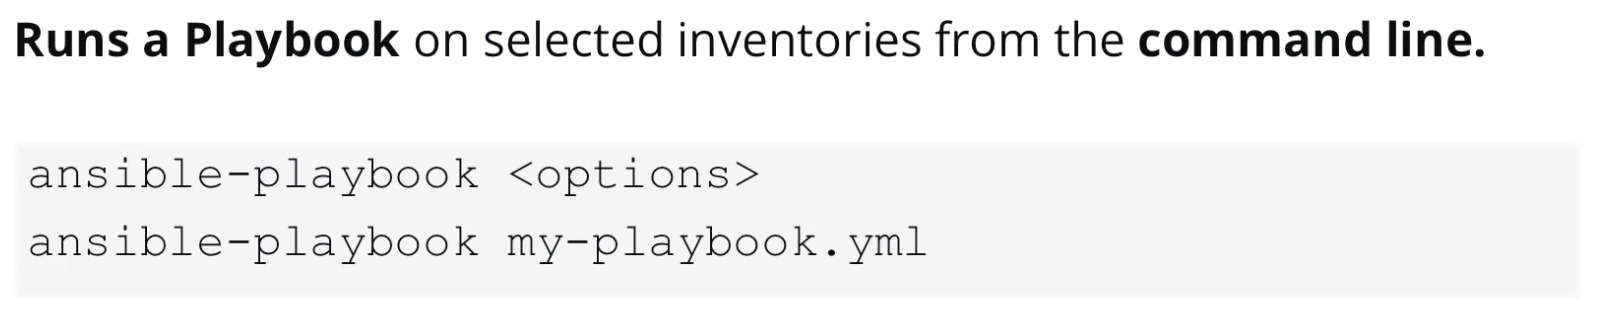 Runs a Playbook on selected inventories from the command line.
ansible-playbook <options>
ansible-playbook my-playbook.yml